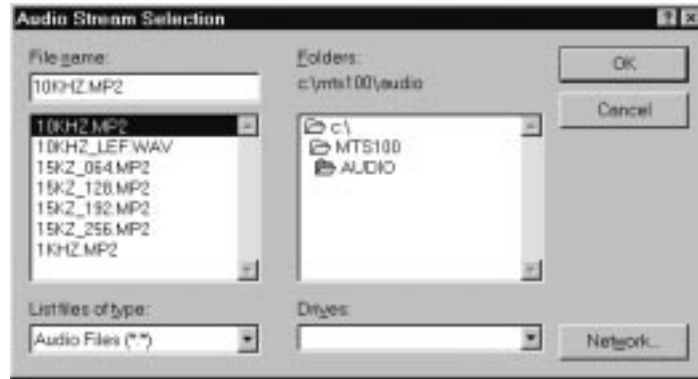 Audio Stream Selection
File name:
10KHZ.MP2
10KHZ.MP2
10KHZ_LEF.WAV
15KZ_064.MP2
15KZ_128.MP2
15KZ_192.MP2
15KZ_256.MP2
1KHZ.MP2
List files of type:
Audio Files (*.*)
Folders:
c:\mts100\audio
c:\
MTS100
AUDIO
Drives:
OK
Cancel
Network...